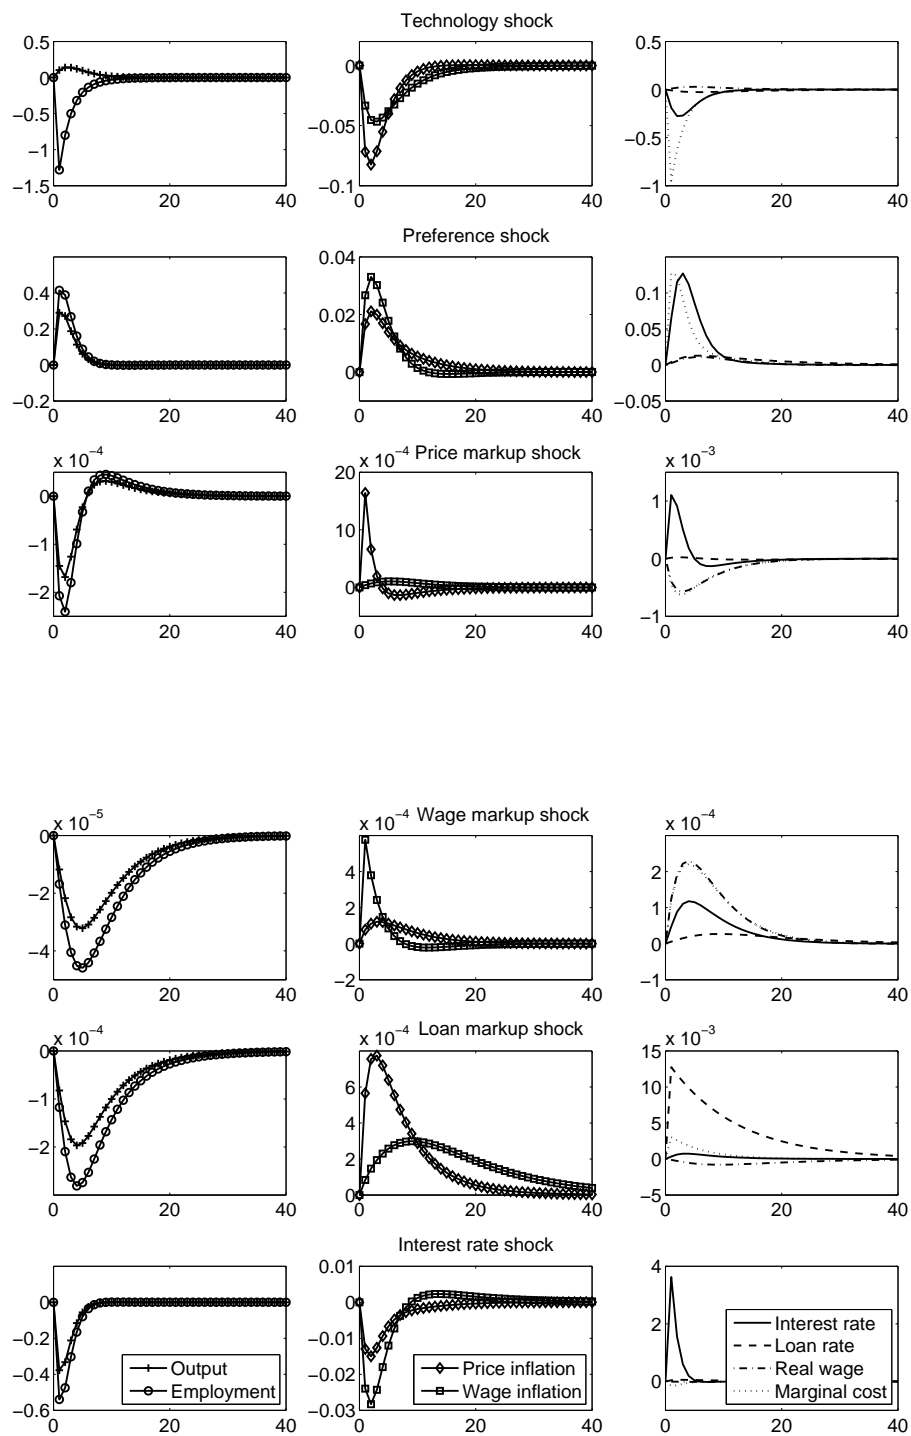 Technology shock
0.5
0
−0.5
−1
−1.5
0 20 40
0
−0.05
−0.1
0 20 40
0.5
0
−0.5
−1
0 20 40
Preference shock
0.4
0.2
0
−0.2
0 20 40
0.04
0.02
0
0 20 40
0.1
0.05
0
−0.05
0 20 40
Price markup shock
x 10−4
0
−1
−2
0 20 40
x 10−4
20
10
0
0 20 40
x 10−3
1
0
−1
0 20 40
Wage markup shock
x 10−5
0
−2
−4
0 20 40
x 10−4
6
4
2
0
−2
0 20 40
x 10−4
2
1
0
−1
0 20 40
Loan markup shock
x 10−4
0
−1
−2
0 20 40
x 10−4
6
4
2
0
0 20 40
x 10−3
15
10
5
0
−5
0 20 40
Interest rate shock
0
−0.2
−0.4
−0.6
0 20 40
Output
Employment
0.01
0
−0.01
−0.02
−0.03
0 20 40
Price inflation
Wage inflation
4
2
0
0 20 40
Interest rate
Loan rate
Real wage
Marginal cost